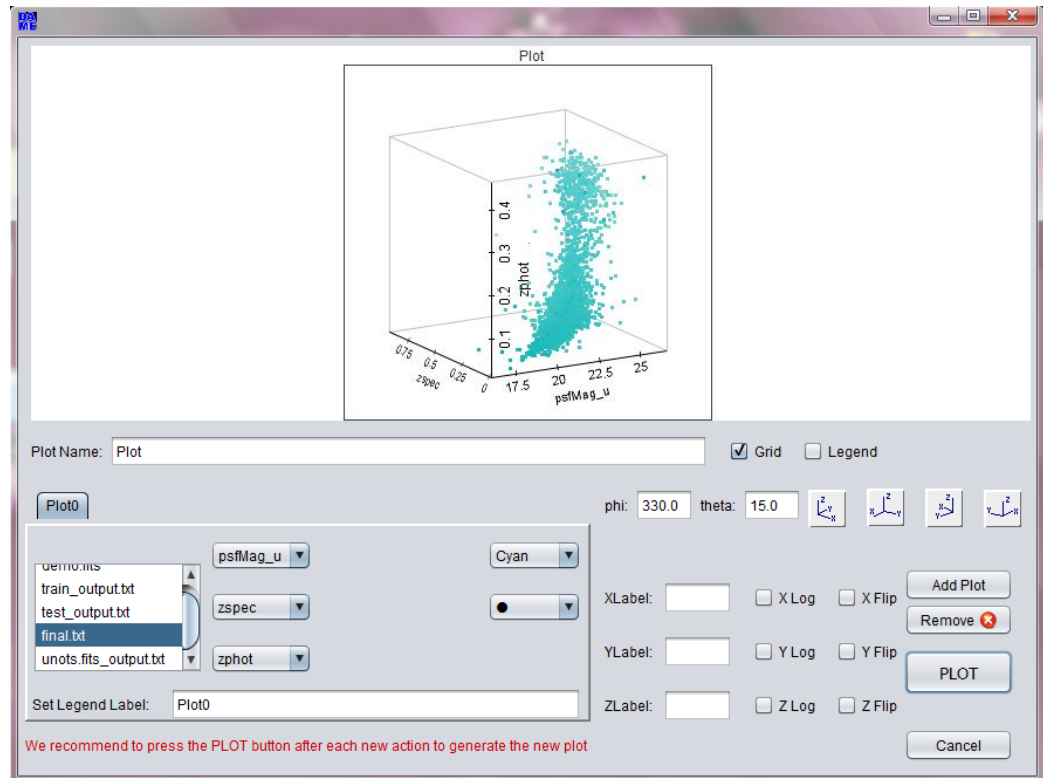 DA
ME
Plot
0.4
0.3
0.2
0.1
zphot
0.75
0.5
0.25
0
zspec
17.5
20
22.5
25
psfMag_u
Plot Name: Plot Grid Legend
Plot0 phi: 330.0 theta: 15.0
Z Y X
Z X Y
Z X Y
Z Y X
demo.fits
train_output.txt
test_output.txt
final.txt
unots.fits_output.txt
psfMag_u Cyan
zspec
zphot
Set Legend Label: Plot0
XLabel: X Log X Flip
YLabel: Y Log Y Flip
ZLabel: Z Log Z Flip
Add Plot
Remove
PLOT
We recommend to press the PLOT button after each new action to generate the new plot
Cancel